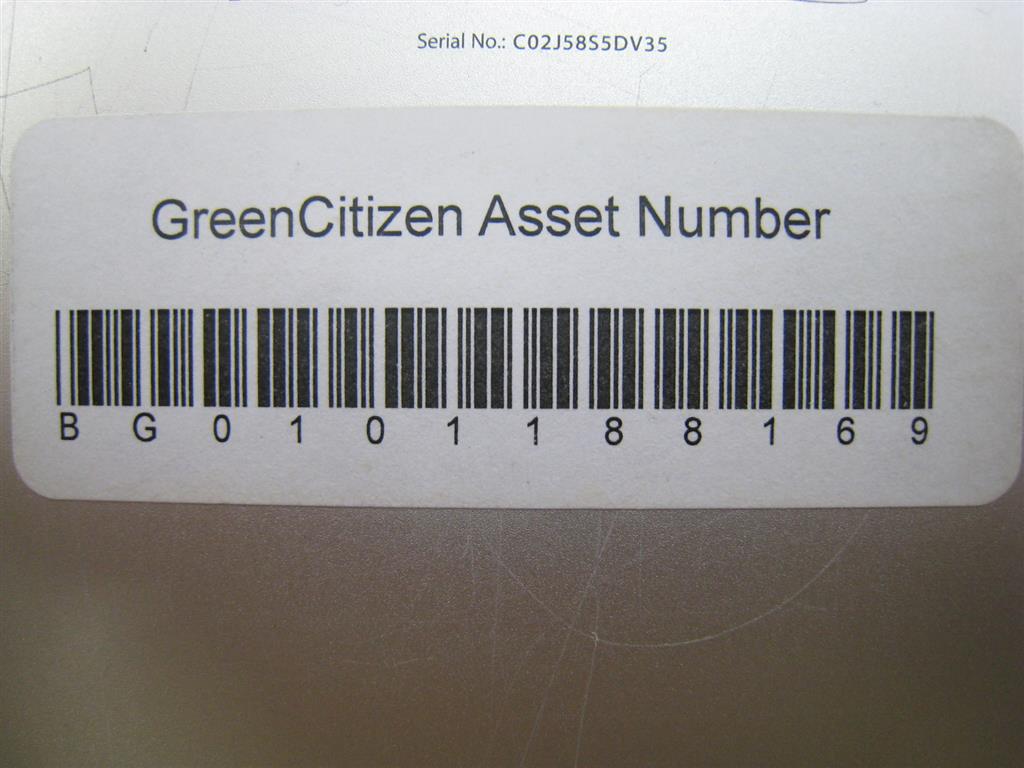 Serial No.: C02J58S5DV35
GreenCitizen Asset Number
B G 0 1 0 1 1 8 8 1 6 9